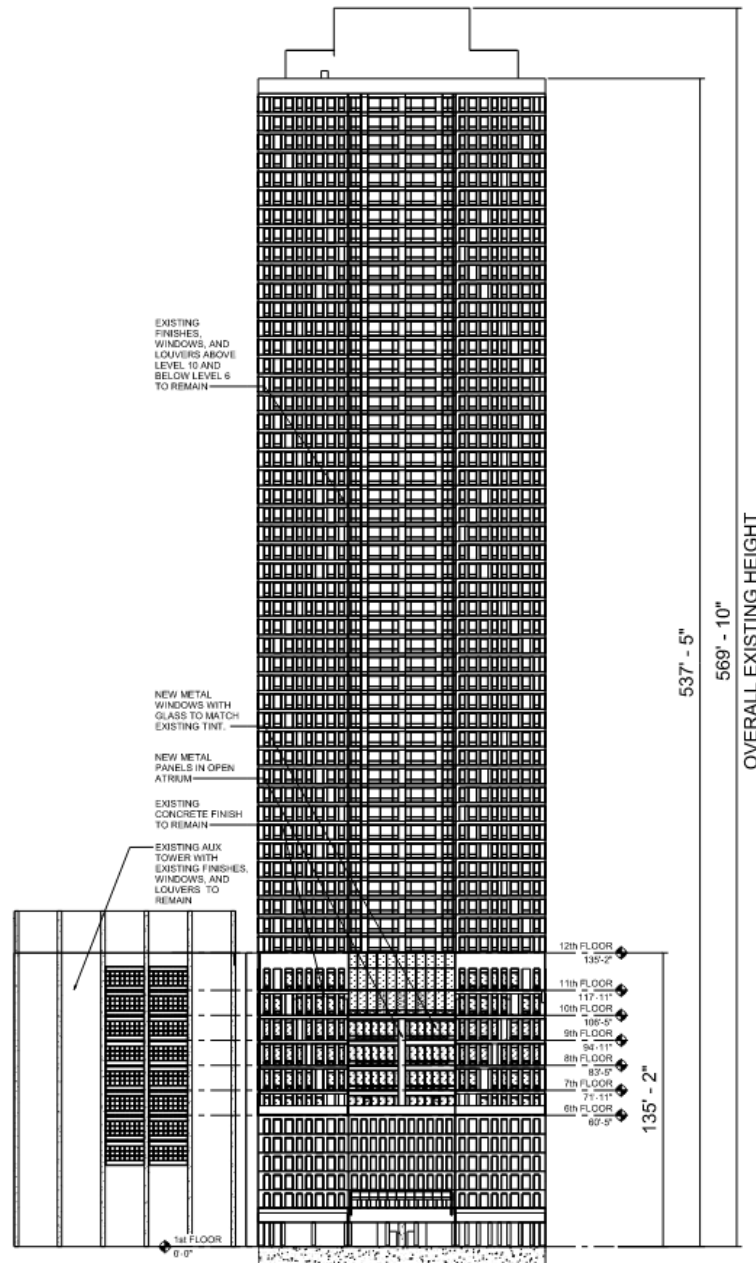 EXISTING
FINISHES,
WINDOWS, AND
LOUVERS ABOVE
LEVEL 10 AND
BELOW LEVEL 6
TO REMAIN
NEW METAL
WINDOWS WITH
GLASS TO MATCH
EXISTING TINT.
NEW METAL
PANELS IN OPEN
ATRIUM
EXISTING
CONCRETE FINISH
TO REMAIN
EXISTING AUX
TOWER WITH
EXISTING FINISHES,
WINDOWS, AND
LOUVERS TO
REMAIN
12th FLOOR
135'-2"
11th FLOOR
117'-11"
10th FLOOR
106'-5"
9th FLOOR
94'-11"
8th FLOOR
83'-5"
7th FLOOR
71'-11"
6th FLOOR
60'-5"
1st FLOOR
0'-0"
135' - 2"
537' - 5"
569' - 10"
OVERALL EXISTING HEIGHT